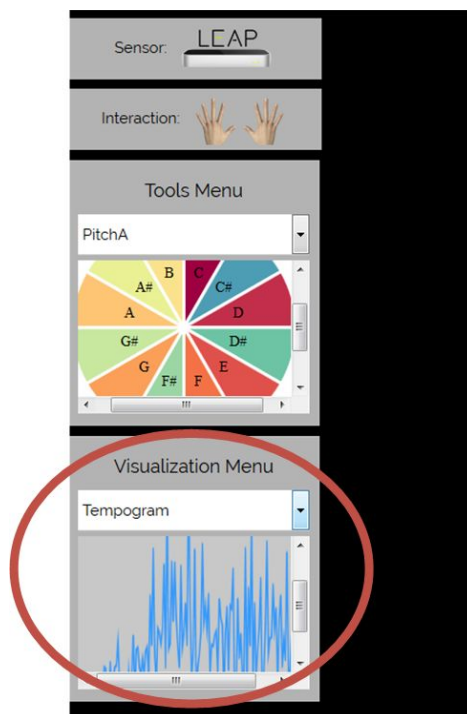 Sensor: LEAP
Interaction:
Tools Menu
PitchA
B C
A# C#
A D
G# D#
G E
F# F
Visualization Menu
Tempogram